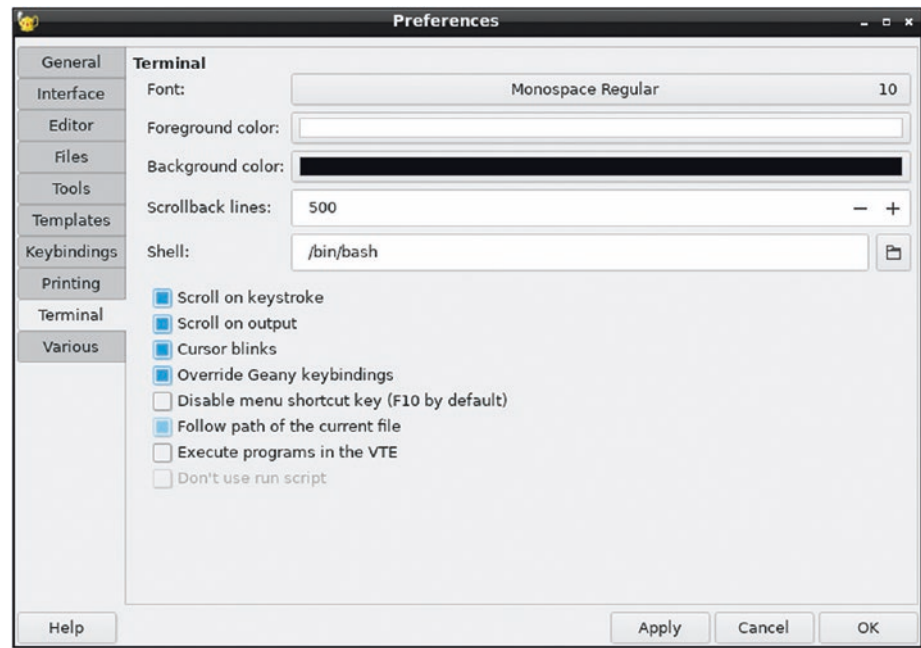 Preferences
General
Interface
Editor
Files
Tools
Templates
Keybindings
Printing
Terminal
Various
Terminal
Font: Monospace Regular 10
Foreground color:
Background color:
Scrollback lines: 500
Shell: /bin/bash
Scroll on keystroke
Scroll on output
Cursor blinks
Override Geany keybindings
Disable menu shortcut key (F10 by default)
Follow path of the current file
Execute programs in the VTE
Don't use run script
Help Apply Cancel OK